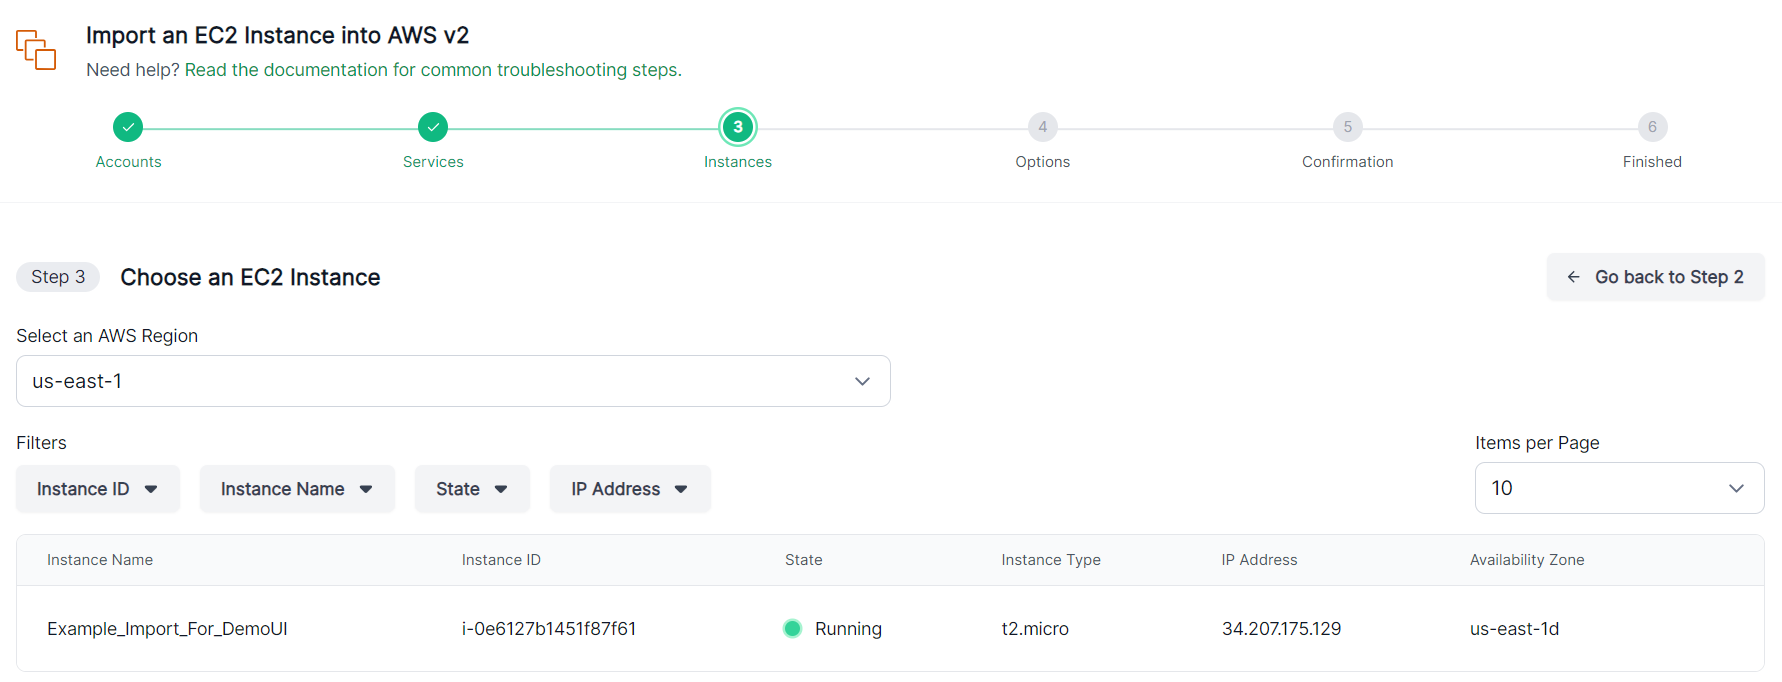 Import an EC2 Instance into AWS v2
Need help? Read the documentation for common troubleshooting steps.
3 4 5 6
Accounts Services Instances Options Confirmation Finished
Step 3 Choose an EC2 Instance Go back to Step 2
Select an AWS Region
us-east-1
Filters Items per Page
Instance ID Instance Name State IP Address 10
Instance Name Instance ID State Instance Type IP Address Availability Zone
Example_Import_For_DemoUI i-0e6127b1451f87f61 Running t2.micro 34.207.175.129 us-east-1d